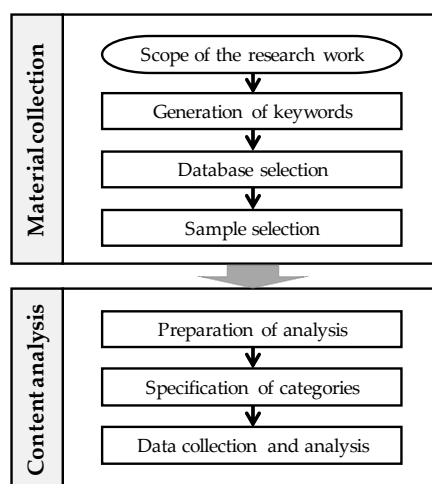 Material collection
Scope of the research work
Generation of keywords
Database selection
Sample selection
Content analysis
Preparation of analysis
Specification of categories
Data collection and analysis